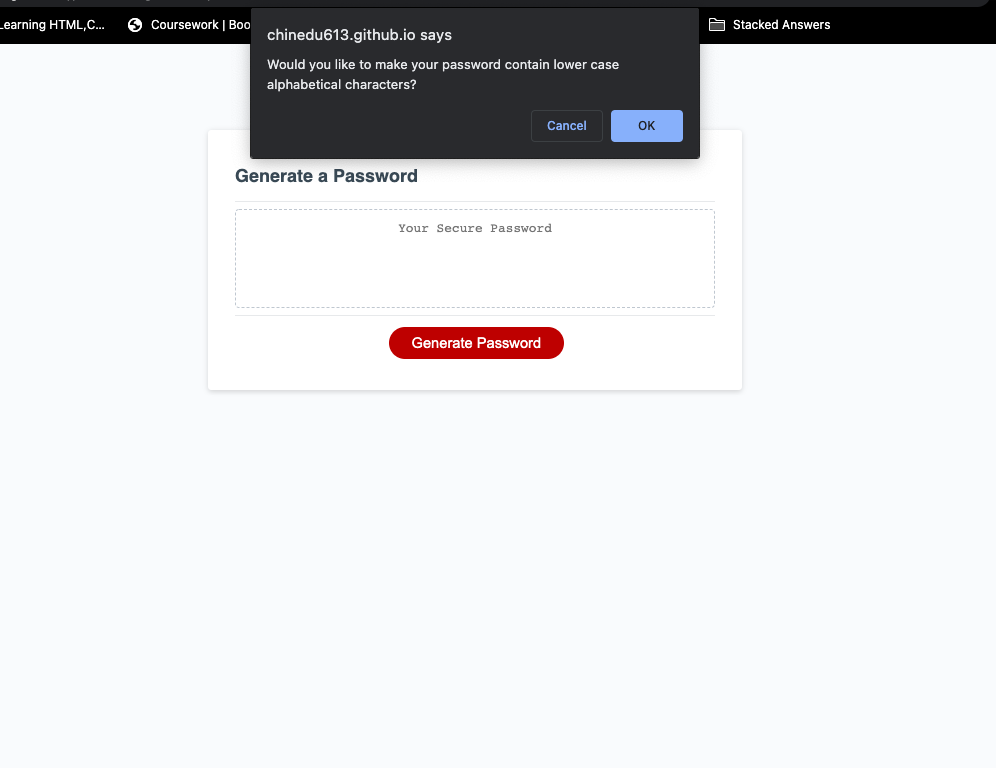 Learning HTML,C...
Coursework | Boo
Stacked Answers
chinedu613.github.io says
Would you like to make your password contain lower case
alphabetical characters?
Cancel
OK
Generate a Password
Your Secure Password
Generate Password